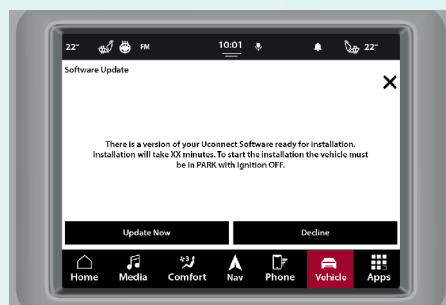 22° FM 10:01 22°
Software Update
There is a version of your Uconnect Software ready for installation.
Installation will take XX minutes. To start the installation the vehicle must
be in PARK with ignition OFF.
Update Now Decline
Home Media Comfort Nav Phone Vehicle Apps